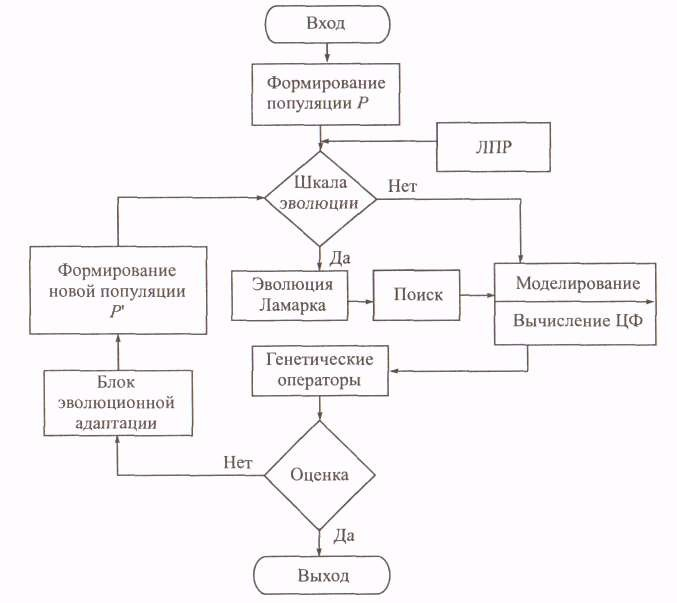 Вход
Формирование
популяции P
ЛПР
Шкала
эволюции
Нет
Да
Формирование
новой популяции
P'
Эволюция
Ламарка
Поиск
Моделирование
Вычисление ЦФ
Генетические
операторы
Блок
эволюционной
адаптации
Нет
Оценка
Да
Выход